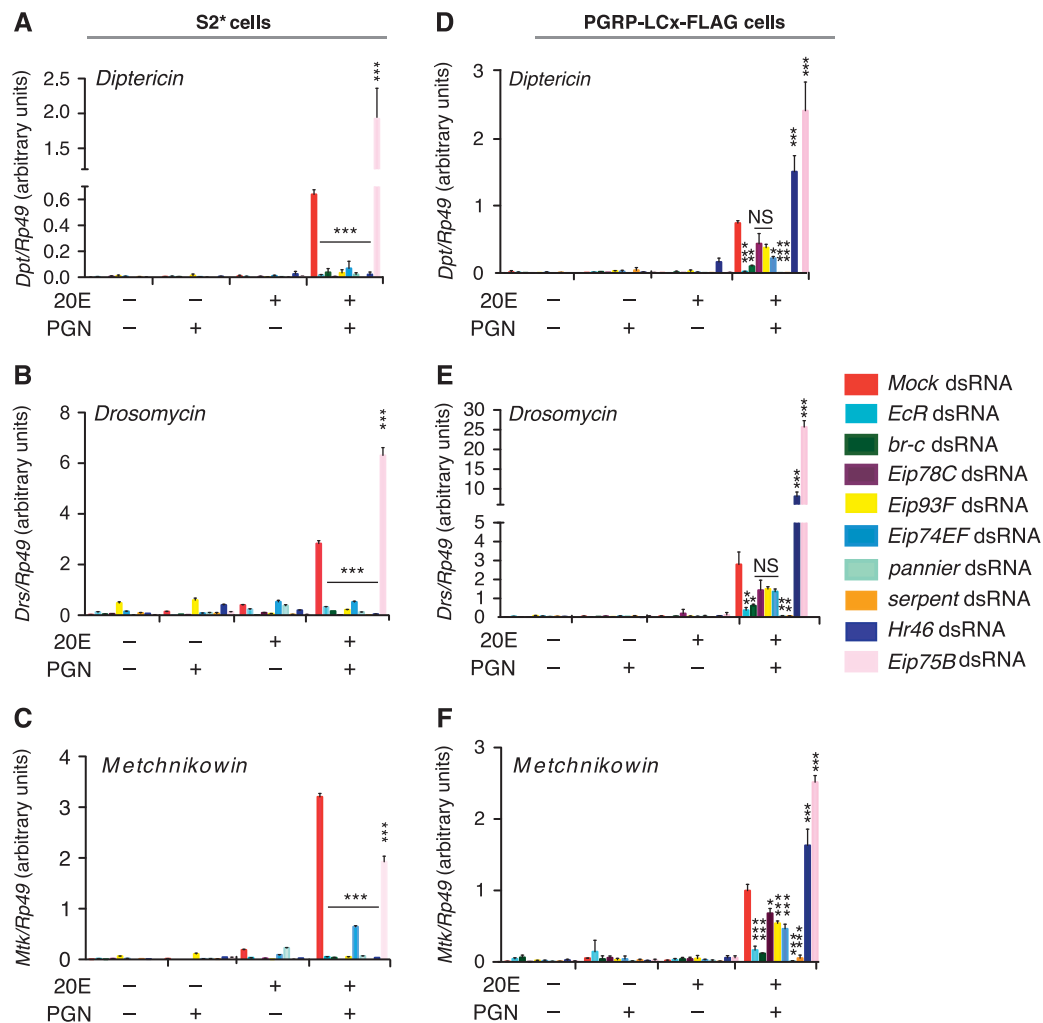 A
S2* cells
Diptericin
Dpt/Rp49 (arbitrary units)
2.5
2.0
1.5
0.6
0.4
0.2
0.0
***
***
20E – – + +
PGN – + – +
B
Drosomycin
Drs/Rp49 (arbitrary units)
8
6
4
2
0
***
***
20E – – + +
PGN – + – +
C
Metchnikowin
Mtk/Rp49 (arbitrary units)
4
3
2
1
0
***
***
20E – – + +
PGN – + – +
D
PGRP-LCx-FLAG cells
Diptericin
Dpt/Rp49 (arbitrary units)
3
2
1
0
***
**
NS
*
***
***
***
***
20E – – + +
PGN – + – +
E
Drosomycin
Drs/Rp49 (arbitrary units)
30
25
20
15
10
5
4
3
2
1
0
**
**
NS
**
**
***
***
20E – – + +
PGN – + – +
F
Metchnikowin
Mtk/Rp49 (arbitrary units)
3
2
1
0
***
***
*
***
***
***
***
***
***
20E – – + +
PGN – + – +
Mock dsRNA
EcR dsRNA
br-c dsRNA
Eip78C dsRNA
Eip93F dsRNA
Eip74EF dsRNA
pannier dsRNA
serpent dsRNA
Hr46 dsRNA
Eip75B dsRNA